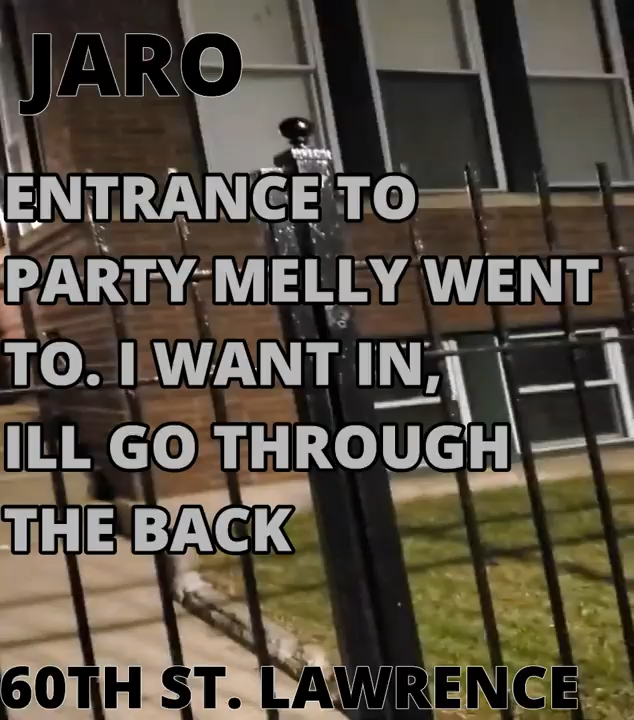 JARO
ENTRANCE TO
PARTY MELLY WENT
TO. I WANT IN,
ILL GO THROUGH
THE BACK
60TH ST. LAWRENCE